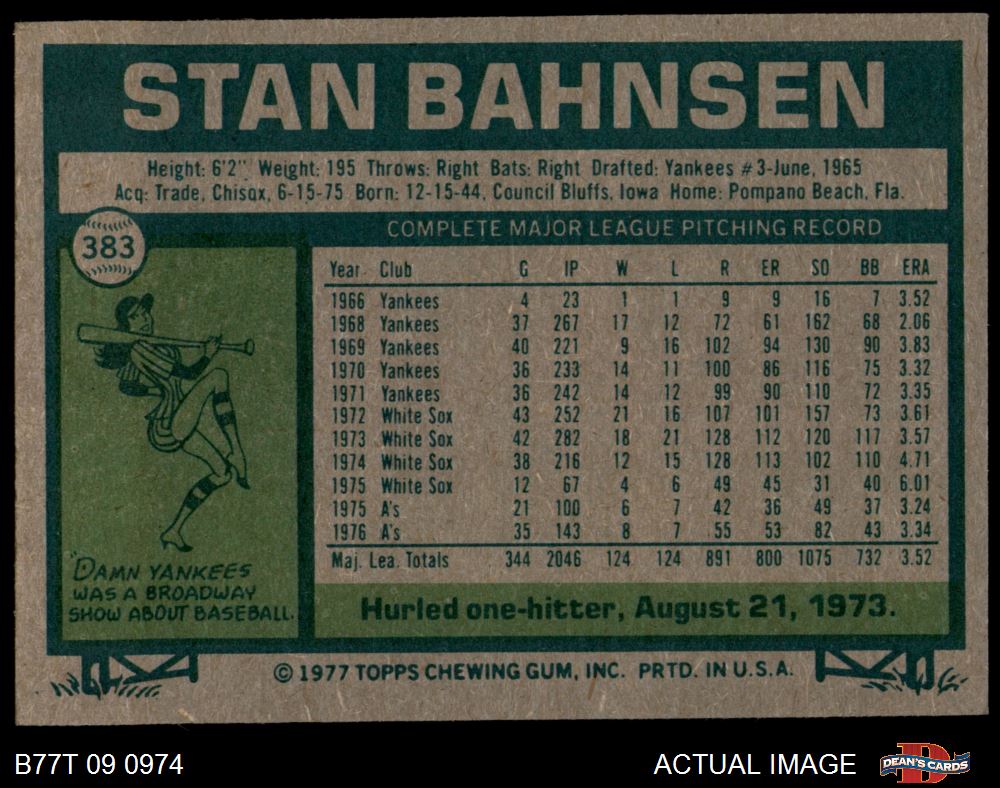 STAN BAHNSEN
Height: 6'2" Weight: 195 Throws: Right Bats: Right Drafted: Yankees #3-June, 1965
Acq: Trade, Chisox, 6-15-75 Born: 12-15-44, Council Bluffs, Iowa Home: Pompano Beach, Fla.
383
COMPLETE MAJOR LEAGUE PITCHING RECORD
Year Club G IP W L R ER SO BB ERA
1966 Yankees 4 23 1 1 9 9 16 7 3.52
1968 Yankees 37 267 17 12 72 61 162 68 2.06
1969 Yankees 40 221 9 16 102 94 130 90 3.83
1970 Yankees 36 233 14 11 100 86 116 75 3.32
1971 Yankees 36 242 14 12 99 90 110 72 3.35
1972 White Sox 43 252 21 16 107 101 157 73 3.61
1973 White Sox 42 282 18 21 128 112 120 117 3.57
1974 White Sox 38 216 12 15 128 113 102 110 4.71
1975 White Sox 12 67 4 6 49 45 31 40 6.01
1975 A's 21 100 6 7 42 36 49 37 3.24
1976 A's 35 143 8 7 55 53 82 43 3.34
Maj. Lea. Totals 344 2046 124 124 891 800 1075 732 3.52
"DAMN YANKEES
WAS A BROADWAY
SHOW ABOUT BASEBALL.
Hurled one-hitter, August 21, 1973.
© 1977 TOPPS CHEWING GUM, INC. PRTD. IN U.S.A.
B77T 09 0974
ACTUAL IMAGE
DEAN'S CARDS